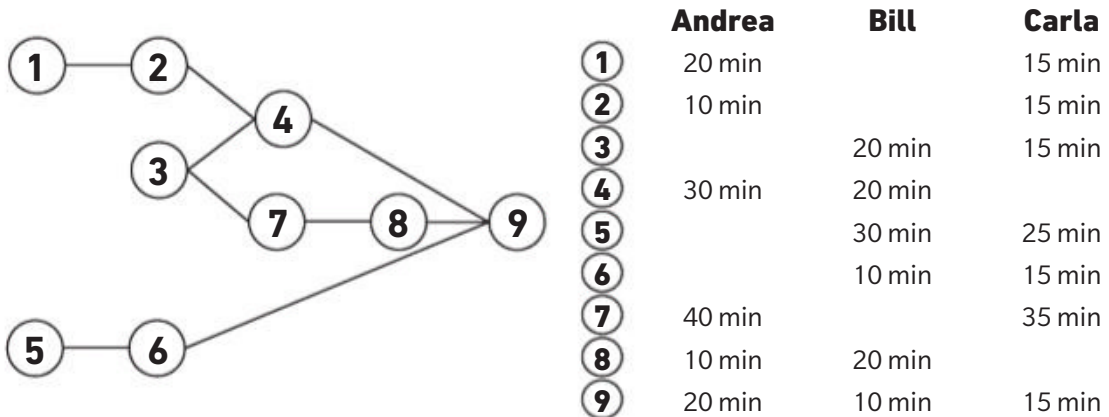 1
2
4
3
7
8
9
5
6
Andrea Bill Carla
1 20 min 15 min
2 10 min 15 min
3 20 min 15 min
4 30 min 20 min
5 30 min 25 min
6 10 min 15 min
7 40 min 35 min
8 10 min 20 min
9 20 min 10 min 15 min